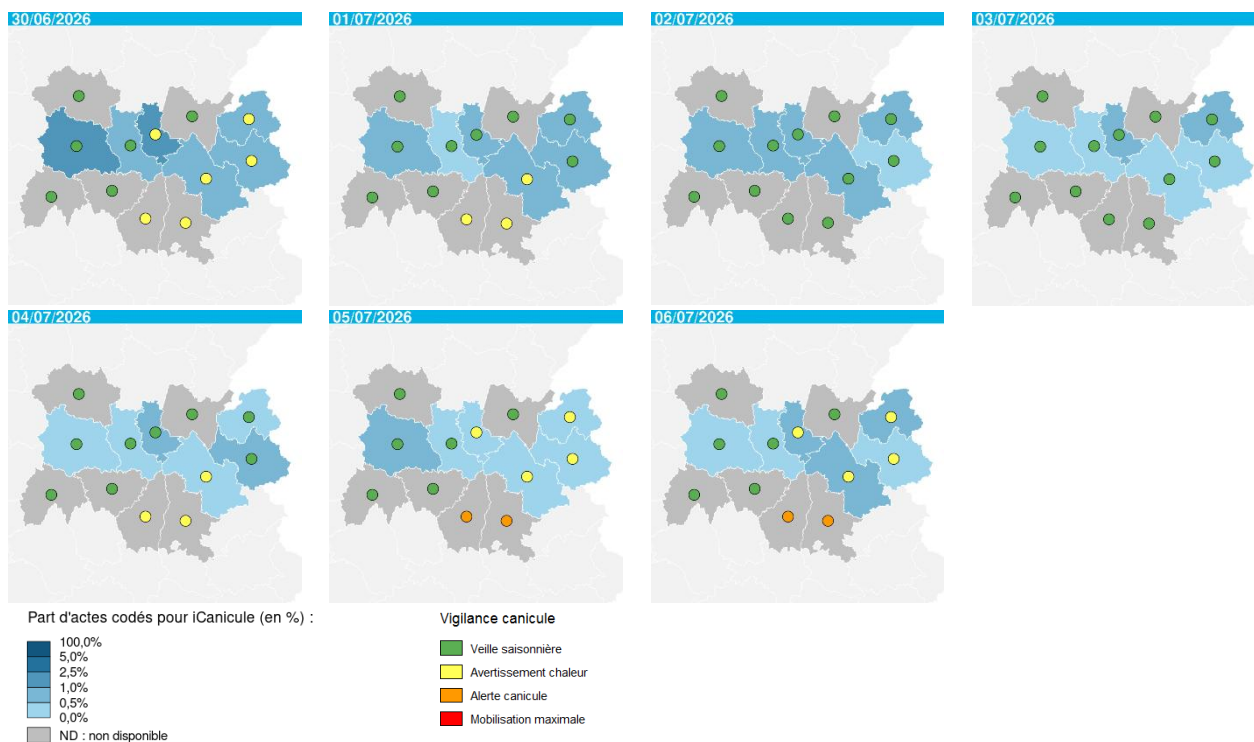 30/06/2026
01/07/2026
02/07/2026
03/07/2026
04/07/2026
05/07/2026
06/07/2026
Part d'actes codés pour iCanicule (en %) :
100,0%
5,0%
2,5%
1,0%
0,5%
0,0%
ND : non disponible
Vigilance canicule
Veille saisonnière
Avertissement chaleur
Alerte canicule
Mobilisation maximale